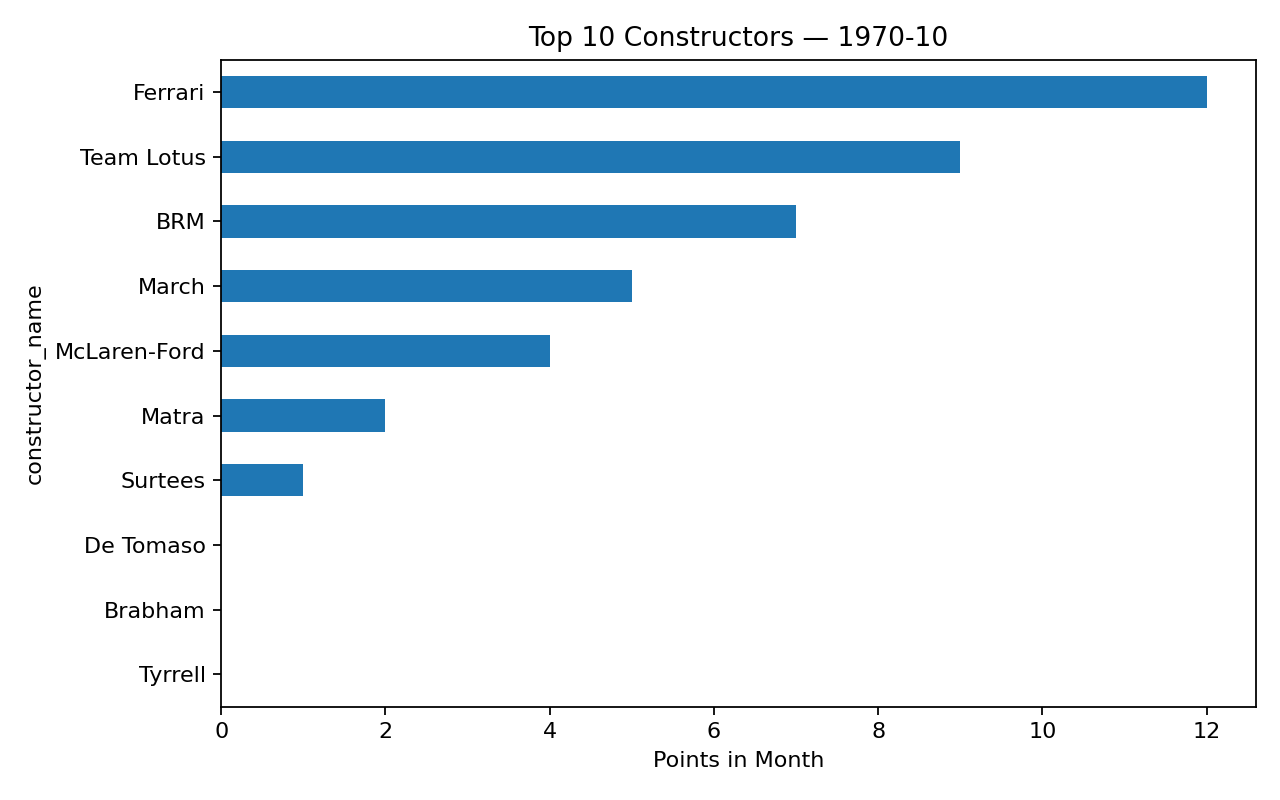 Top 10 Constructors — 1970-10
constructor_name
Ferrari
Team Lotus
BRM
March
McLaren-Ford
Matra
Surtees
De Tomaso
Brabham
Tyrrell
0 2 4 6 8 10 12
Points in Month